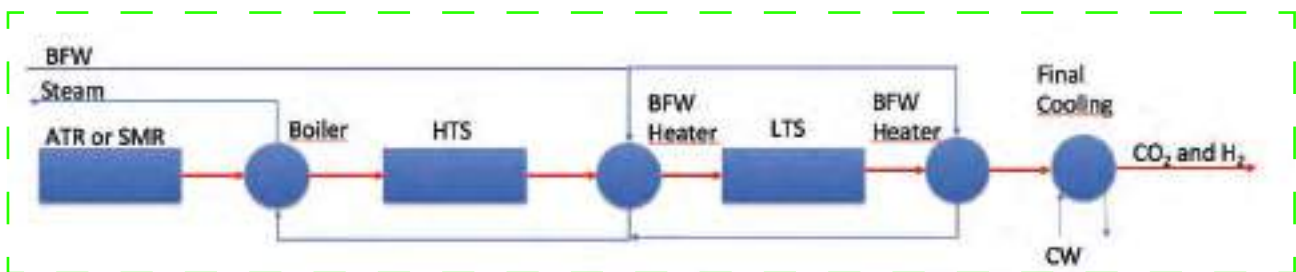 BFW
Steam
ATR or SMR
Boiler
HTS
BFW
Heater
LTS
BFW
Heater
Final
Cooling
CO₂ and H₂
CW